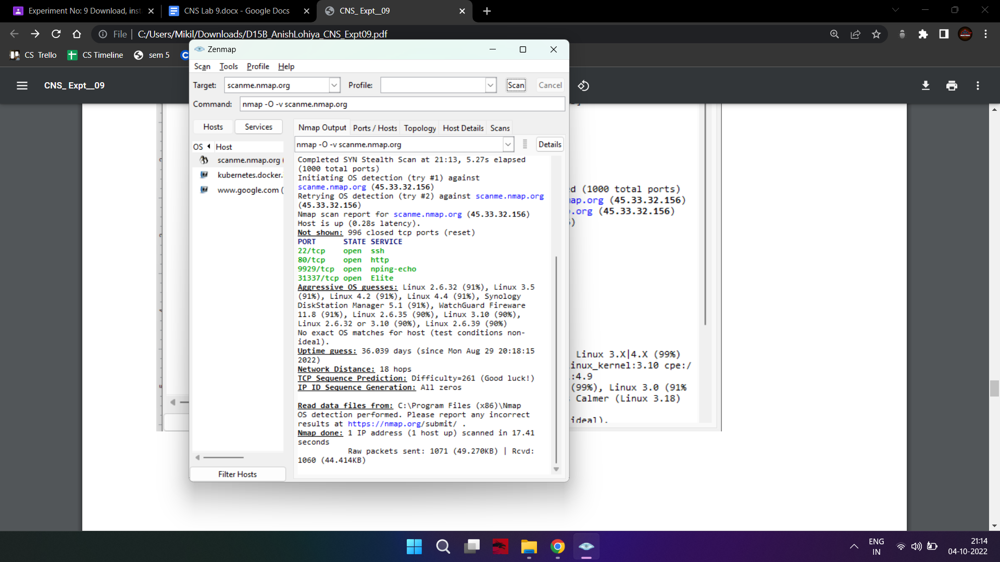 Experiment No: 9 Download, inst
CNS Lab 9.docx - Google Docs
CNS_ Expt__09
File
C:/Users/Mikil/Downloads/D15B_AnishLohiya_CNS_Expt09.pdf
CS Trello
CS Timeline
sem 5
CNS_ Expt__09
Zenmap
Scan Tools Profile Help
Target: scanme.nmap.org Profile: Scan Cancel
Command: nmap -O -v scanme.nmap.org
Hosts Services
OS Host
scanme.nmap.org (
kubernetes.docker.
www.google.com (
Filter Hosts
Nmap Output Ports / Hosts Topology Host Details Scans
nmap -O -v scanme.nmap.org Details
Completed SYN Stealth Scan at 21:13, 5.27s elapsed
(1000 total ports)
Initiating OS detection (try #1) against
scanme.nmap.org (45.33.32.156)
Retrying OS detection (try #2) against scanme.nmap.org
(45.33.32.156)
Nmap scan report for scanme.nmap.org (45.33.32.156)
Host is up (0.28s latency).
Not shown: 996 closed tcp ports (reset)
PORT STATE SERVICE
22/tcp open ssh
80/tcp open http
9929/tcp open nping-echo
31337/tcp open Elite
Aggressive OS guesses: Linux 2.6.32 (91%), Linux 3.5
(91%), Linux 4.2 (91%), Linux 4.4 (91%), Synology
DiskStation Manager 5.1 (91%), WatchGuard Fireware
11.8 (91%), Linux 2.6.35 (90%), Linux 3.10 (90%),
Linux 2.6.32 or 3.10 (90%), Linux 2.6.39 (90%)
No exact OS matches for host (test conditions non-
ideal).
Uptime guess: 36.039 days (since Mon Aug 29 20:18:15
2022)
Network Distance: 18 hops
TCP Sequence Prediction: Difficulty=261 (Good luck!)
IP ID Sequence Generation: All zeros
Read data files from: C:\Program Files (x86)\Nmap
OS detection performed. Please report any incorrect
results at https://nmap.org/submit/ .
Nmap done: 1 IP address (1 host up) scanned in 17.41
seconds
Raw packets sent: 1071 (49.270KB) | Rcvd:
1060 (44.414KB)
ed (1000 total ports)
map.org (45.33.32.156)
.org (45.33.32.156)
)
Linux 3.X|4.X (99%)
inux_kernel:3.10 cpe:/
:4.9
(99%), Linux 3.0 (91%
Calmer (Linux 3.18)
ideal).
ENG
IN
21:14
04-10-2022